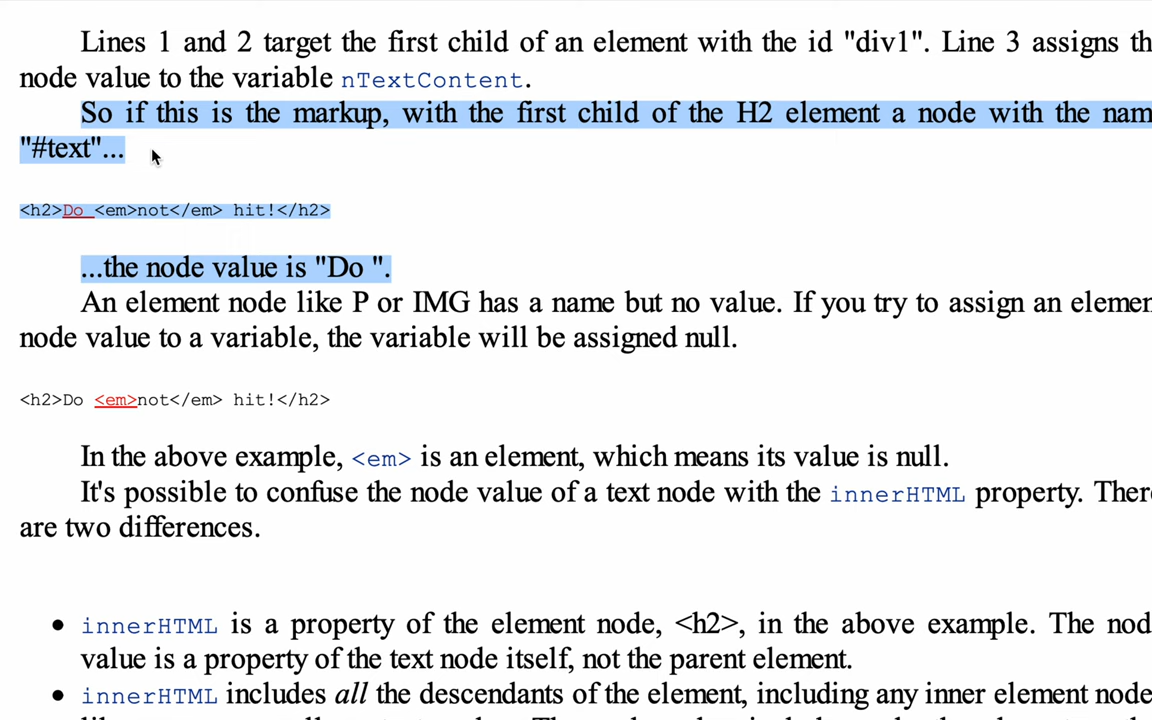 Lines 1 and 2 target the first child of an element with the id "div1". Line 3 assigns th
node value to the variable nTextContent.
So if this is the markup, with the first child of the H2 element a node with the nam
"#text"...
<h2>Do <em>not</em> hit!</h2>
...the node value is "Do ".
An element node like P or IMG has a name but no value. If you try to assign an elemen
node value to a variable, the variable will be assigned null.
<h2>Do <em>not</em> hit!</h2>
In the above example, <em> is an element, which means its value is null.
It's possible to confuse the node value of a text node with the innerHTML property. There
are two differences.
• innerHTML is a property of the element node, <h2>, in the above example. The nod
value is a property of the text node itself, not the parent element.
• innerHTML includes all the descendants of the element, including any inner element node